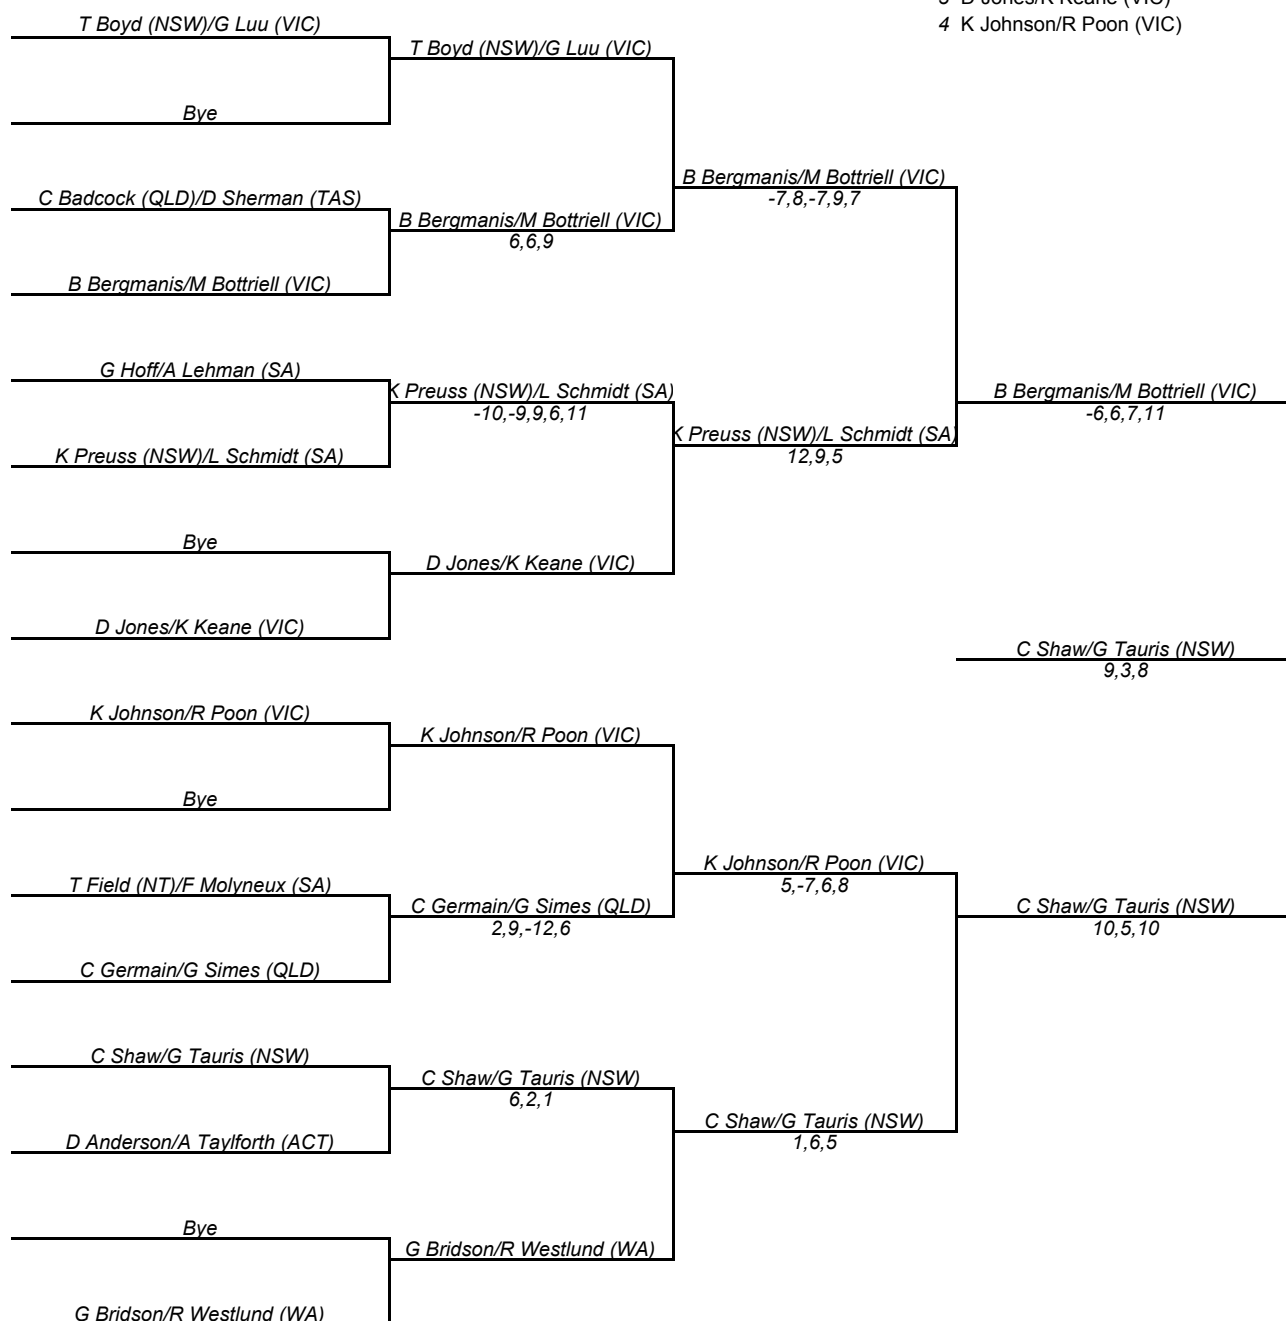 3 D Jones/K Keane (VIC)
4 K Johnson/R Poon (VIC)
T Boyd (NSW)/G Luu (VIC)
T Boyd (NSW)/G Luu (VIC)
Bye
C Badcock (QLD)/D Sherman (TAS)
B Bergmanis/M Bottriell (VIC)
-7,8,-7,9,7
B Bergmanis/M Bottriell (VIC)
6,6,9
B Bergmanis/M Bottriell (VIC)
G Hoff/A Lehman (SA)
K Preuss (NSW)/L Schmidt (SA)
-10,-9,9,6,11
B Bergmanis/M Bottriell (VIC)
-6,6,7,11
K Preuss (NSW)/L Schmidt (SA)
12,9,5
K Preuss (NSW)/L Schmidt (SA)
Bye
D Jones/K Keane (VIC)
D Jones/K Keane (VIC)
C Shaw/G Tauris (NSW)
9,3,8
K Johnson/R Poon (VIC)
K Johnson/R Poon (VIC)
Bye
K Johnson/R Poon (VIC)
5,-7,6,8
T Field (NT)/F Molyneux (SA)
C Germain/G Simes (QLD)
2,9,-12,6
C Shaw/G Tauris (NSW)
10,5,10
C Germain/G Simes (QLD)
C Shaw/G Tauris (NSW)
C Shaw/G Tauris (NSW)
6,2,1
C Shaw/G Tauris (NSW)
1,6,5
D Anderson/A Taylforth (ACT)
Bye
G Bridson/R Westlund (WA)
G Bridson/R Westlund (WA)